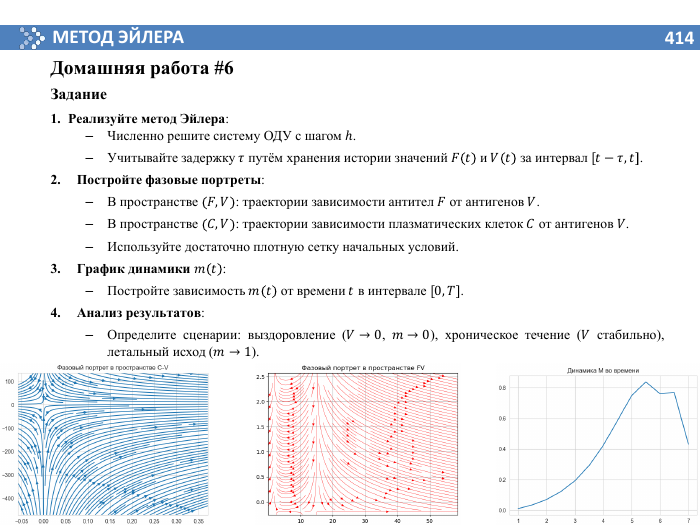 МЕТОД ЭЙЛЕРА
414
Домашняя работа #6
Задание
1. Реализуйте метод Эйлера:
– Численно решите систему ОДУ с шагом h.
– Учитывайте задержку τ путём хранения истории значений F(t) и V(t) за интервал [t − τ, t].
2. Постройте фазовые портреты:
– В пространстве (F, V): траектории зависимости антител F от антигенов V.
– В пространстве (C, V): траектории зависимости плазматических клеток C от антигенов V.
– Используйте достаточно плотную сетку начальных условий.
3. График динамики m(t):
– Постройте зависимость m(t) от времени t в интервале [0, T].
4. Анализ результатов:
– Определите сценарии: выздоровление (V → 0, m → 0), хроническое течение (V стабильно),
летальный исход (m → 1).
Фазовый портрет в пространстве C-V
100
0
−100
−200
−300
−400
−0.05 0.00 0.05 0.10 0.15 0.20 0.25 0.30 0.35
Фазовый портрет в пространстве FV
2.5
2.0
1.5
1.0
0.5
0.0
10 20 30 40 50
Динамика M во времени
0.8
0.6
0.4
0.2
0.0
1 2 3 4 5 6 7